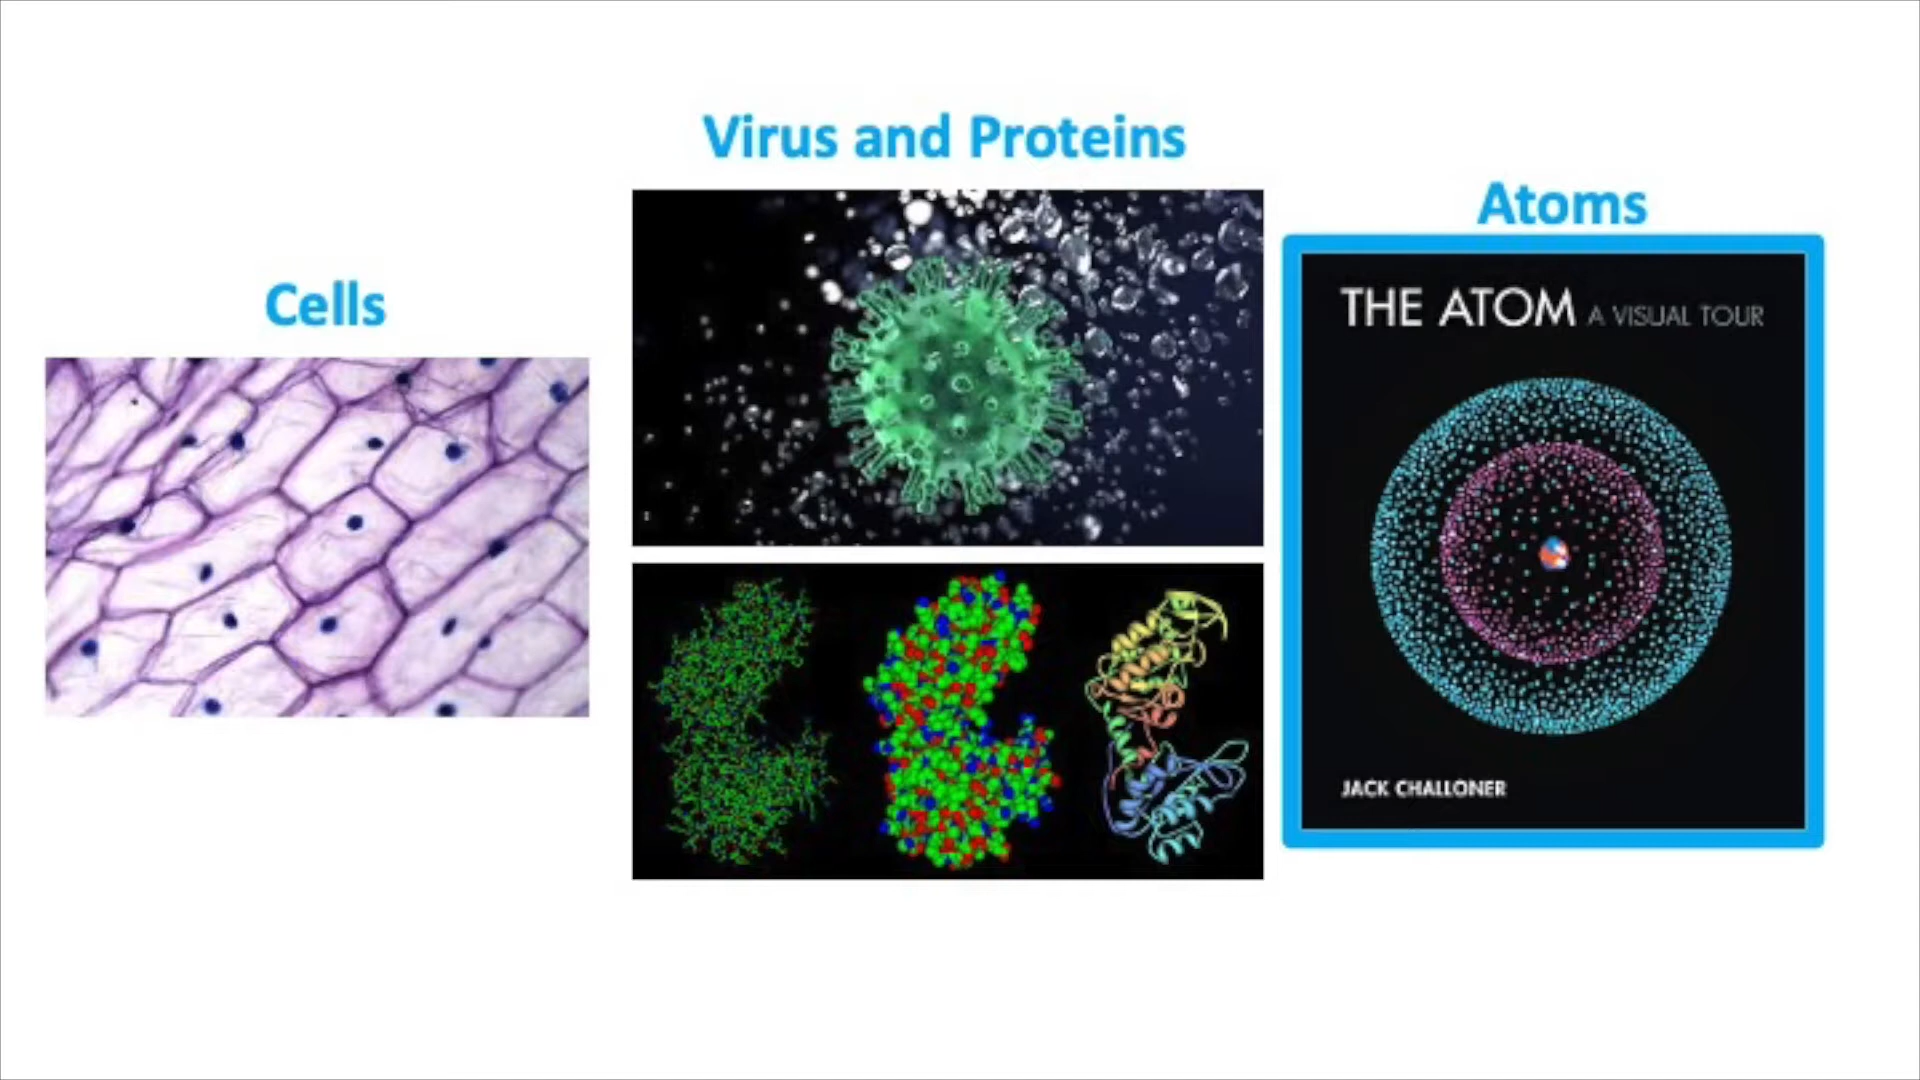 Cells
Virus and Proteins
Atoms
THE ATOM A VISUAL TOUR
JACK CHALLONER